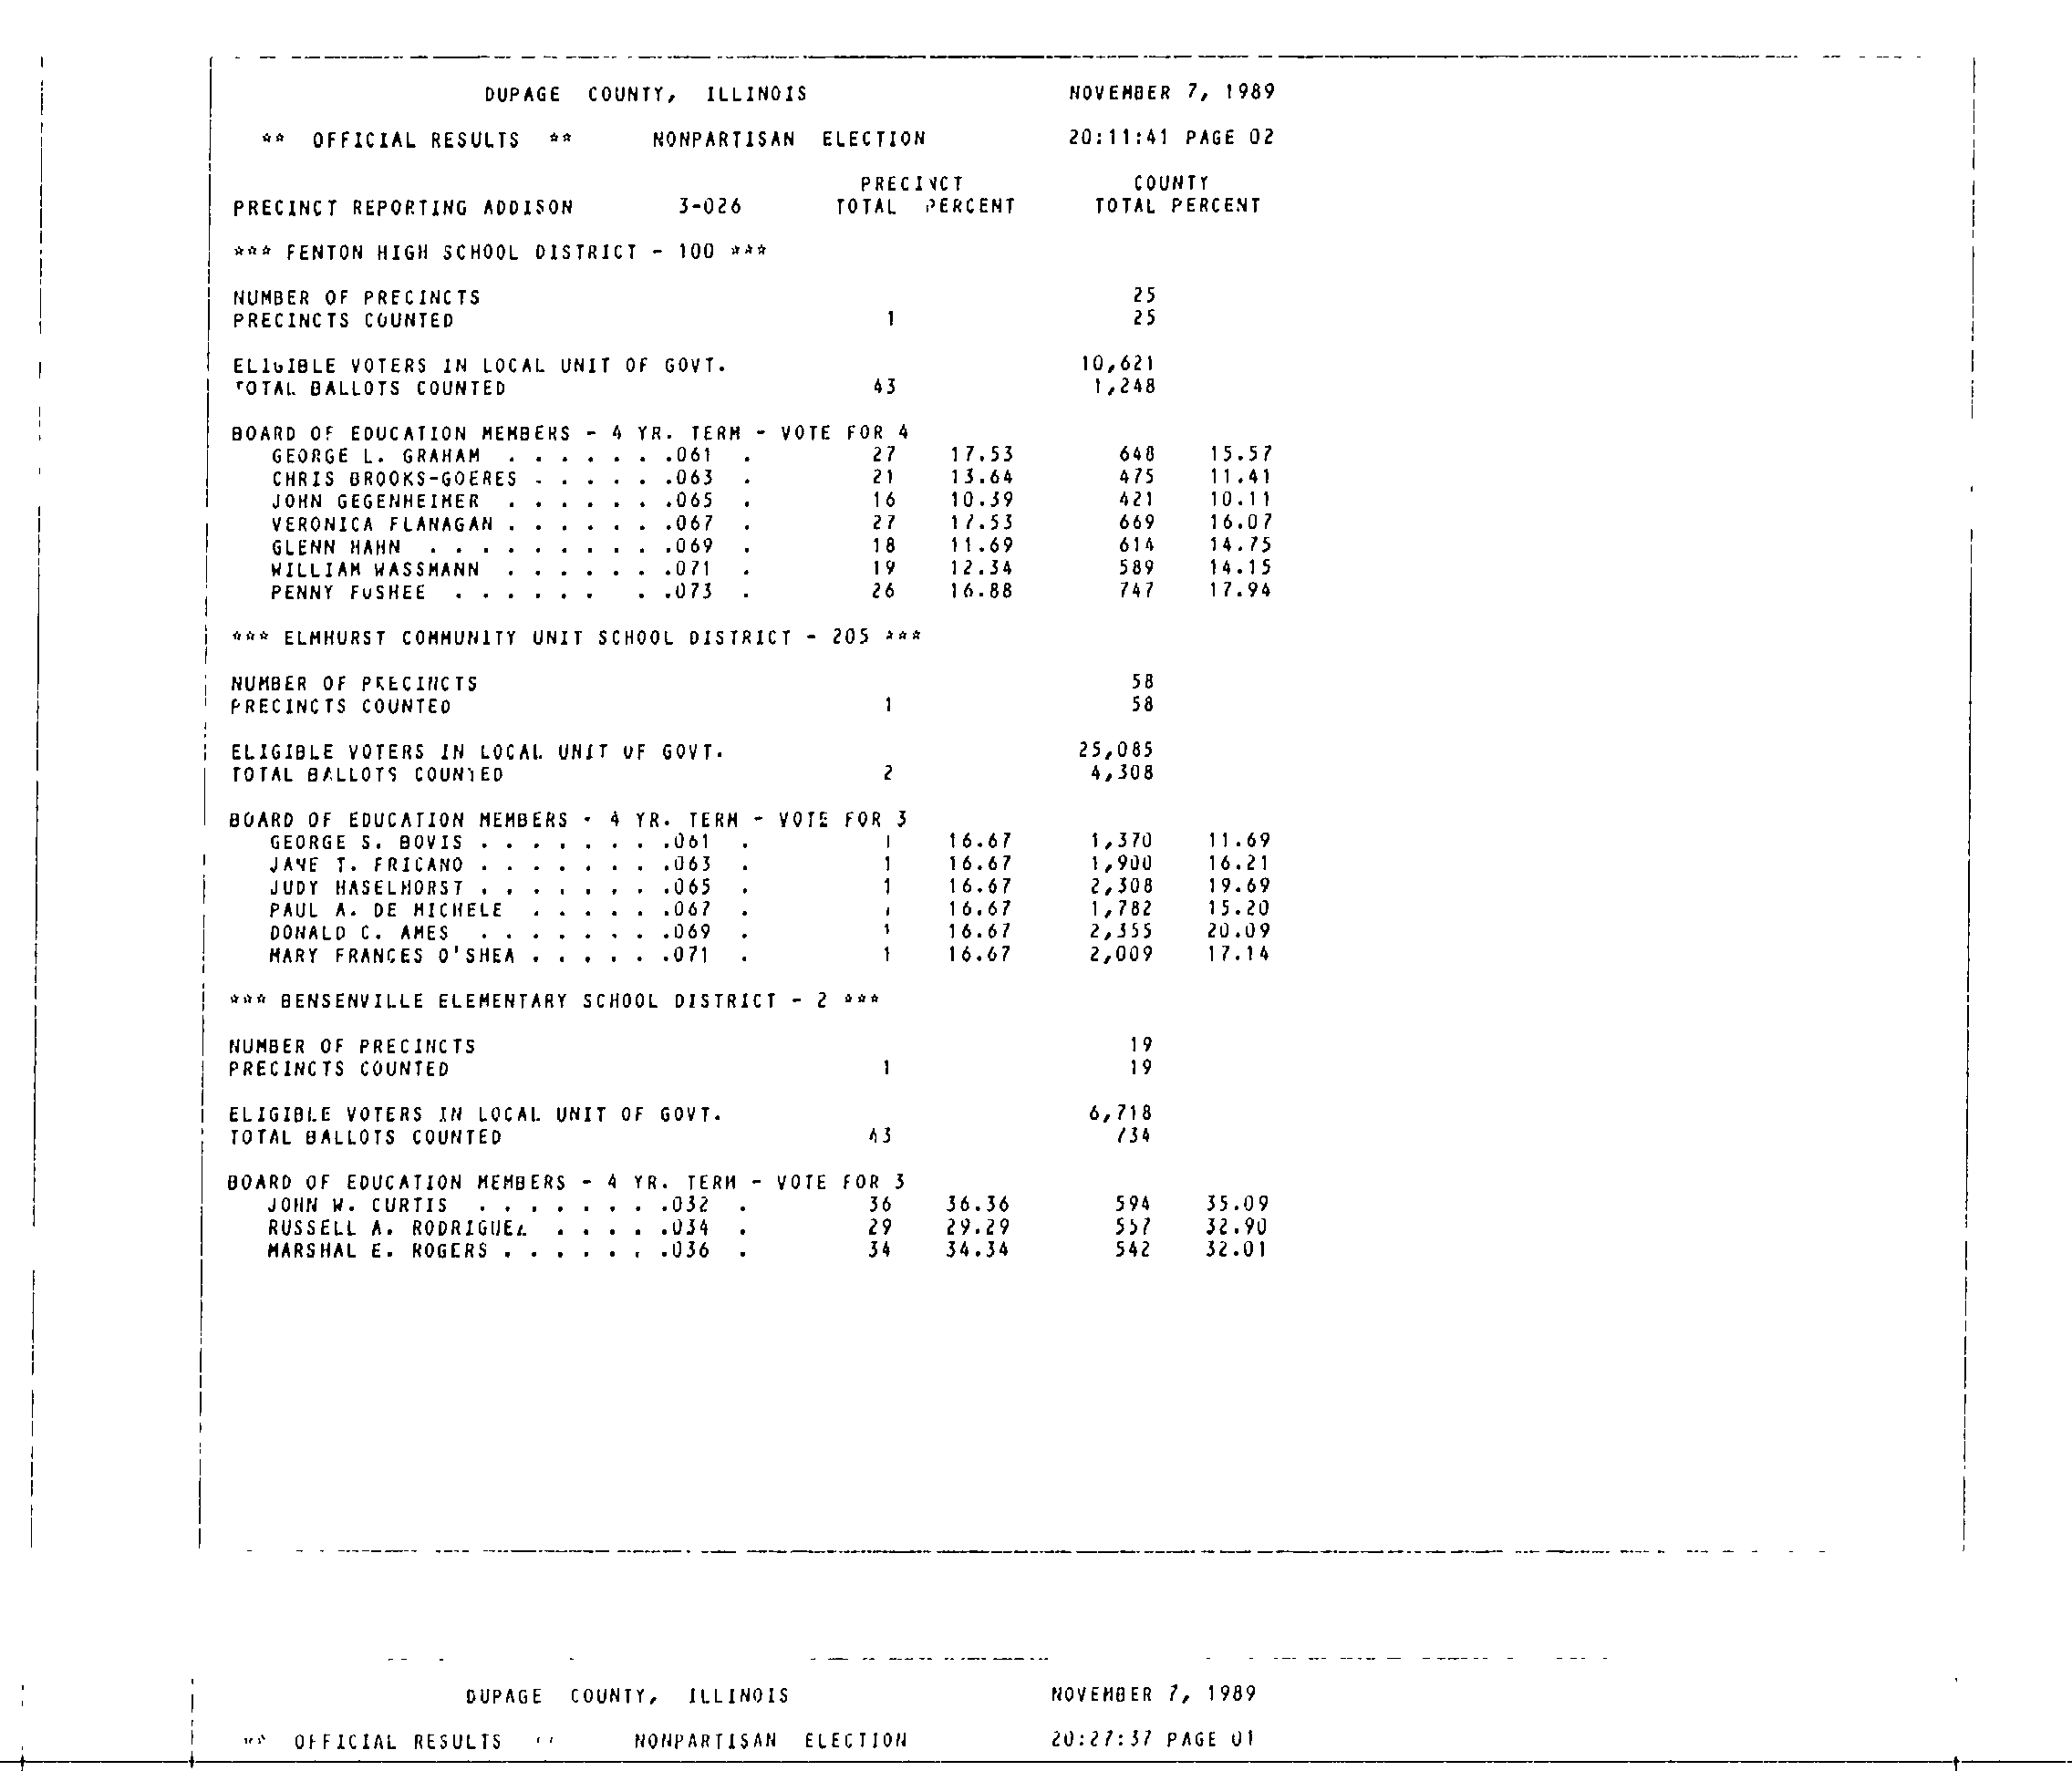 DUPAGE COUNTY, ILLINOIS NOVEMBER 7, 1989
** OFFICIAL RESULTS ** NONPARTISAN ELECTION 20:11:41 PAGE 02
PRECINCT COUNTY
PRECINCT REPORTING ADDISON 3-026 TOTAL PERCENT TOTAL PERCENT
*** FENTON HIGH SCHOOL DISTRICT - 100 ***
NUMBER OF PRECINCTS 25
PRECINCTS COUNTED 1 25
ELIGIBLE VOTERS IN LOCAL UNIT OF GOVT. 10,621
TOTAL BALLOTS COUNTED 43 1,248
BOARD OF EDUCATION MEMBERS - 4 YR. TERM - VOTE FOR 4
GEORGE L. GRAHAM . . . . . . .061 . 27 17.53 648 15.57
CHRIS BROOKS-GOERES . . . . . .063 . 21 13.64 475 11.41
JOHN GEGENHEIMER . . . . . . .065 . 16 10.39 421 10.11
VERONICA FLANAGAN . . . . . . .067 . 27 17.53 669 16.07
GLENN HAHN . . . . . . . . . .069 . 18 11.69 614 14.75
WILLIAM WASSMANN . . . . . . .071 . 19 12.34 589 14.15
PENNY FUSHEE . . . . . . . . .073 . 26 16.88 747 17.94
*** ELMHURST COMMUNITY UNIT SCHOOL DISTRICT - 205 ***
NUMBER OF PRECINCTS 58
PRECINCTS COUNTED 1 58
ELIGIBLE VOTERS IN LOCAL UNIT OF GOVT. 25,085
TOTAL BALLOTS COUNTED 2 4,308
BOARD OF EDUCATION MEMBERS - 4 YR. TERM - VOTE FOR 3
GEORGE S. BOVIS . . . . . . . .061 . 1 16.67 1,370 11.69
JANE T. FRICANO . . . . . . . .063 . 1 16.67 1,900 16.21
JUDY HASELHORST . . . . . . . .065 . 1 16.67 2,308 19.69
PAUL A. DE MICHELE . . . . . .067 . 1 16.67 1,782 15.20
DONALD C. AMES . . . . . . . .069 . 1 16.67 2,355 20.09
MARY FRANCES O'SHEA . . . . . .071 . 1 16.67 2,009 17.14
*** BENSENVILLE ELEMENTARY SCHOOL DISTRICT - 2 ***
NUMBER OF PRECINCTS 19
PRECINCTS COUNTED 1 19
ELIGIBLE VOTERS IN LOCAL UNIT OF GOVT. 6,718
TOTAL BALLOTS COUNTED 43 734
BOARD OF EDUCATION MEMBERS - 4 YR. TERM - VOTE FOR 3
JOHN W. CURTIS . . . . . . . .032 . 36 36.36 594 35.09
RUSSELL A. RODRIGUEZ . . . . .034 . 29 29.29 557 32.90
MARSHAL E. ROGERS . . . . . . .036 . 34 34.34 542 32.01
DUPAGE COUNTY, ILLINOIS NOVEMBER 7, 1989
** OFFICIAL RESULTS NONPARTISAN ELECTION 20:27:37 PAGE 01